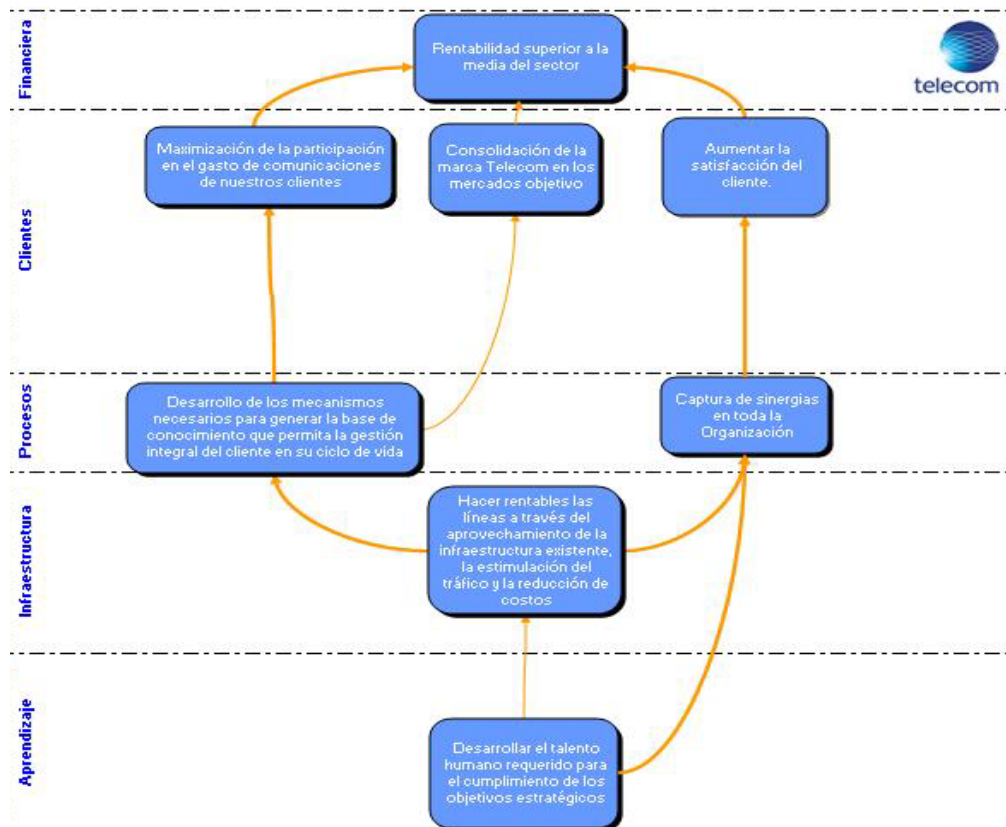 Financiera
Rentabilidad superior a la
media del sector
telecom
Clientes
Maximización de la participación
en el gasto de comunicaciones
de nuestros clientes
Consolidación de la
marca Telecom en los
mercados objetivo
Aumentar la
satisfacción del
cliente.
Procesos
Desarrollo de los mecanismos
necesarios para generar la base de
conocimiento que permita la gestión
integral del cliente en su ciclo de vida
Captura de sinergias
en toda la
Organización
Infraestructura
Hacer rentables las
líneas a través del
aprovechamiento de la
infraestructura existente,
la estimulación del
tráfico y la reducción de
costos
Aprendizaje
Desarrollar el talento
humano requerido para
el cumplimiento de los
objetivos estratégicos